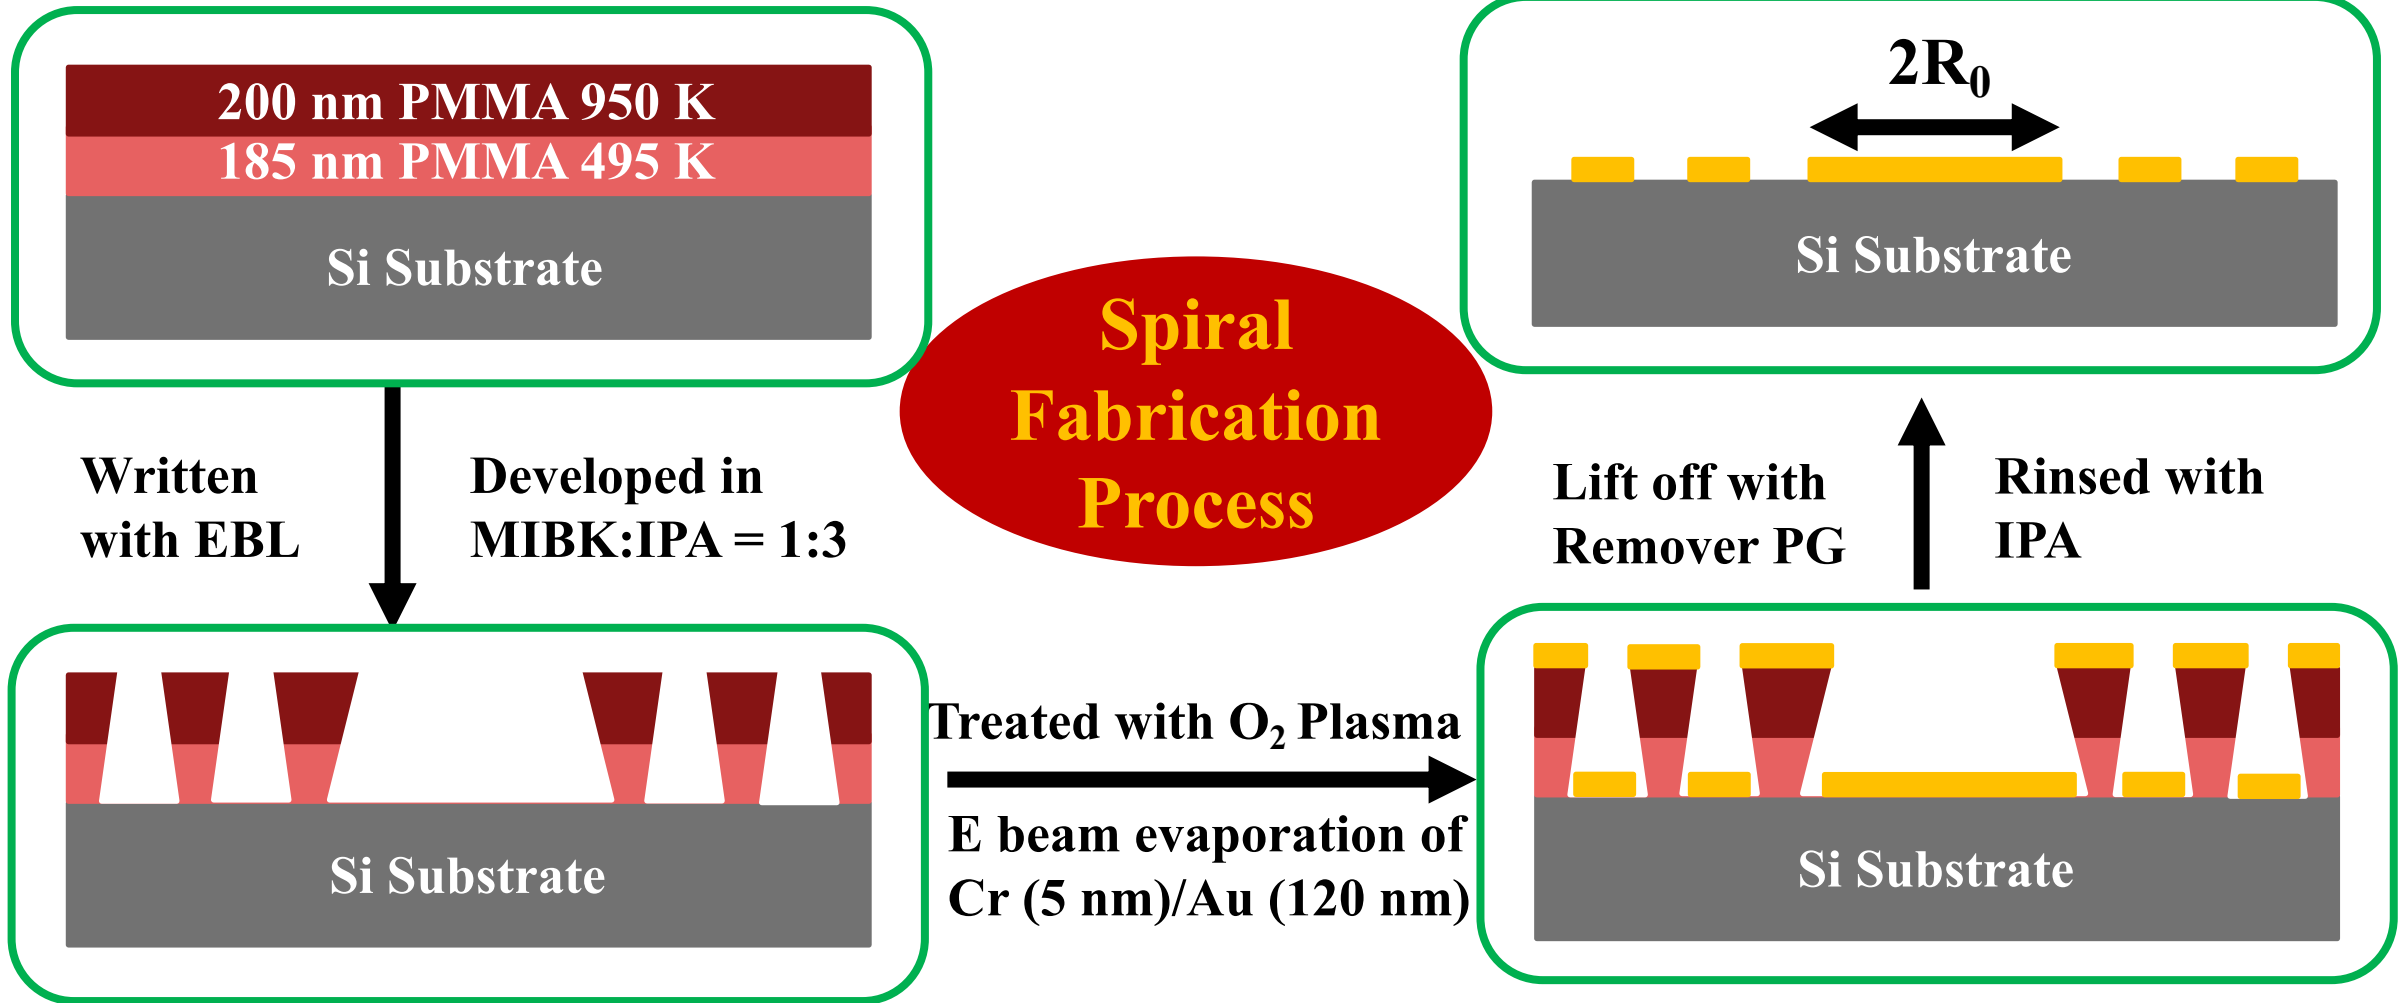 200 nm PMMA 950 K
185 nm PMMA 495 K
Si Substrate
Written
with EBL
Developed in
MIBK:IPA = 1:3
Si Substrate
Treated with O₂ Plasma
E beam evaporation of
Cr (5 nm)/Au (120 nm)
Si Substrate
Lift off with
Remover PG
Rinsed with
IPA
2R₀
Si Substrate
Spiral
Fabrication
Process